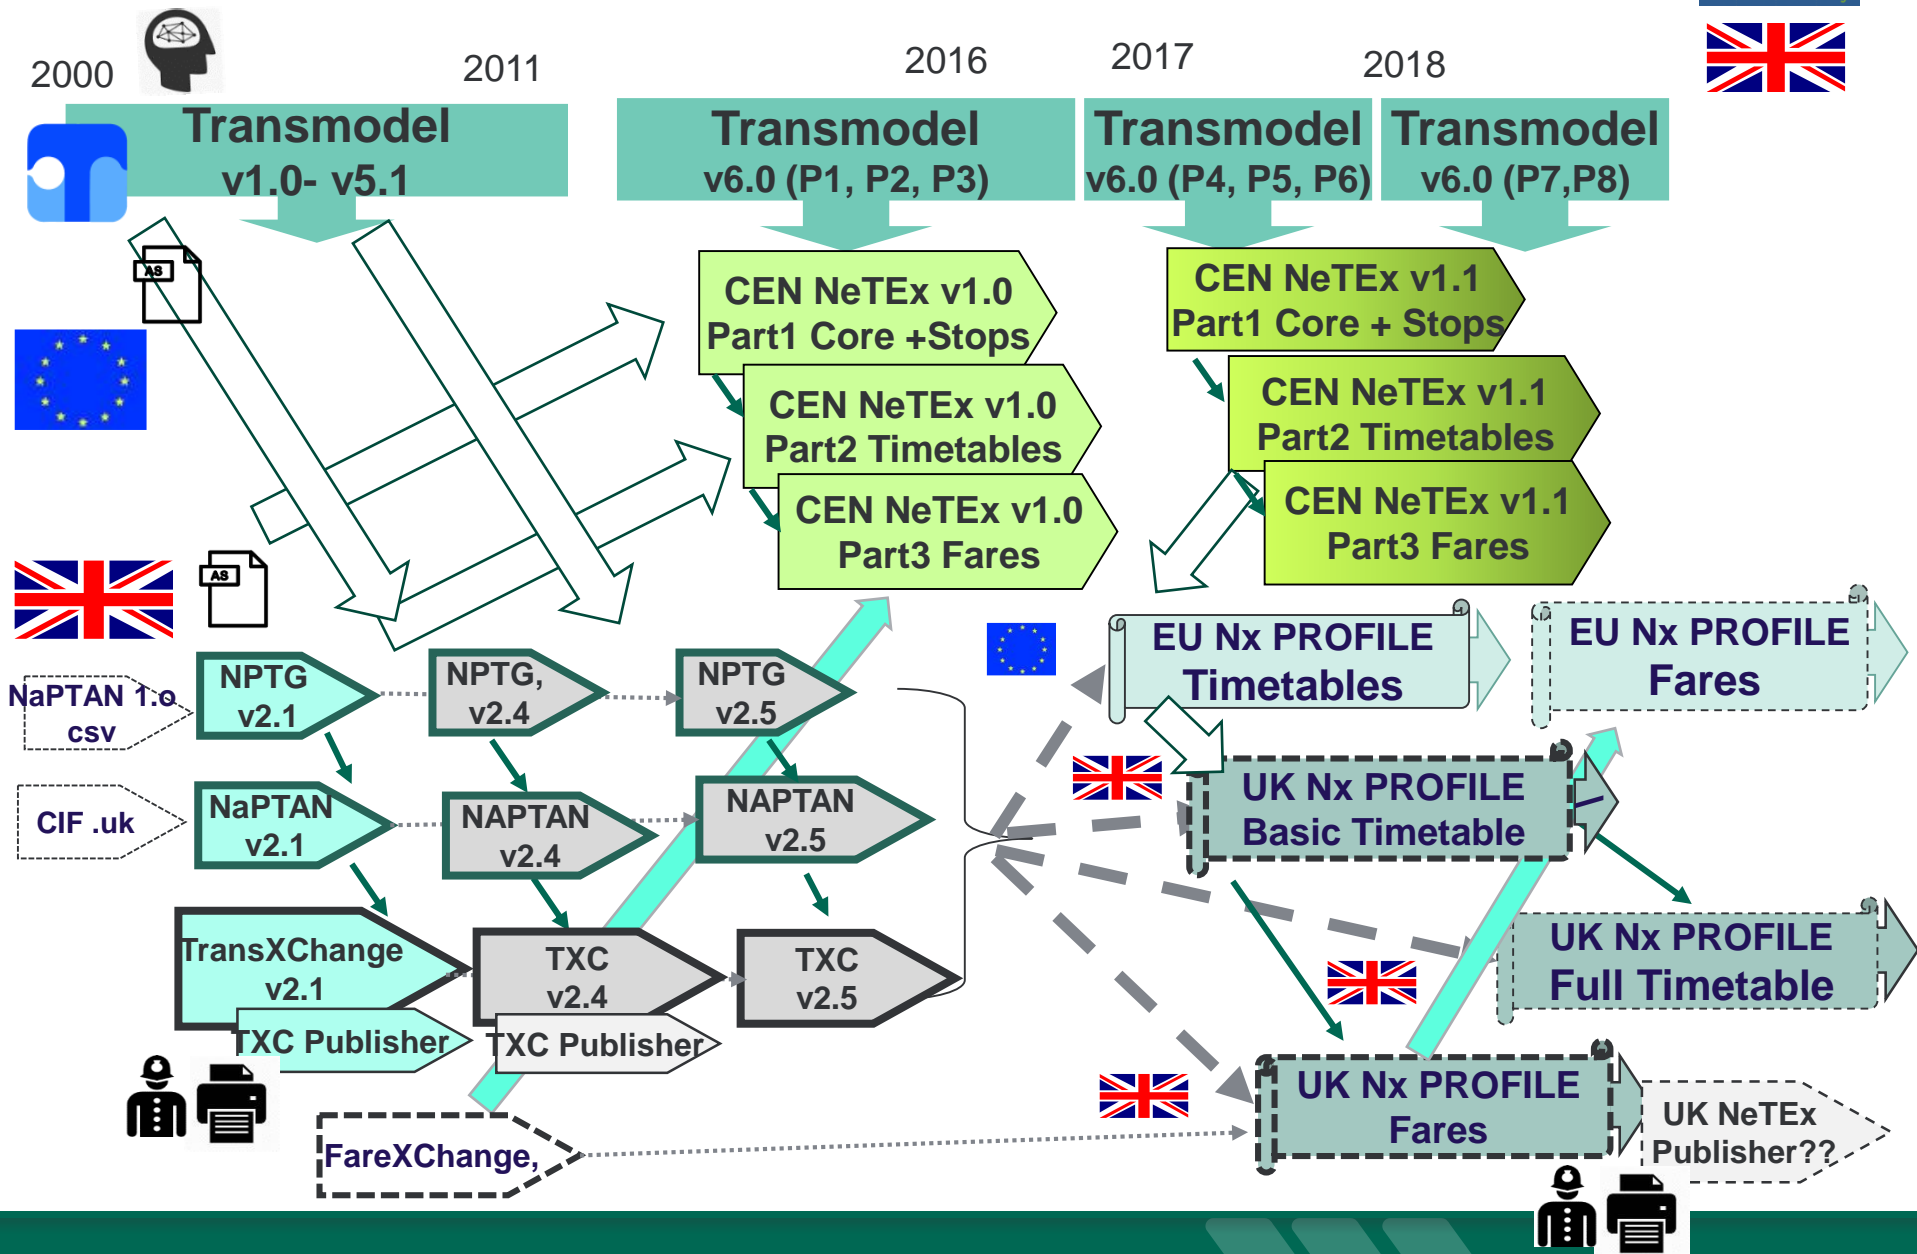 2000
2011
2016
2017
2018
Transmodel
v1.0- v5.1
Transmodel
v6.0 (P1, P2, P3)
Transmodel
v6.0 (P4, P5, P6)
Transmodel
v6.0 (P7,P8)
AS
CEN NeTEx v1.0
Part1 Core +Stops
CEN NeTEx v1.0
Part2 Timetables
CEN NeTEx v1.0
Part3 Fares
CEN NeTEx v1.1
Part1 Core + Stops
CEN NeTEx v1.1
Part2 Timetables
CEN NeTEx v1.1
Part3 Fares
AS
NaPTAN 1.o
csv
NPTG
v2.1
NPTG,
v2.4
NPTG
v2.5
EU Nx PROFILE
Timetables
EU Nx PROFILE
Fares
CIF .uk
NaPTAN
v2.1
NAPTAN
v2.4
NAPTAN
v2.5
UK Nx PROFILE
Basic Timetable
TransXChange
v2.1
TXC
v2.4
TXC
v2.5
UK Nx PROFILE
Full Timetable
TXC Publisher
TXC Publisher
FareXChange,
UK Nx PROFILE
Fares
UK NeTEx
Publisher??